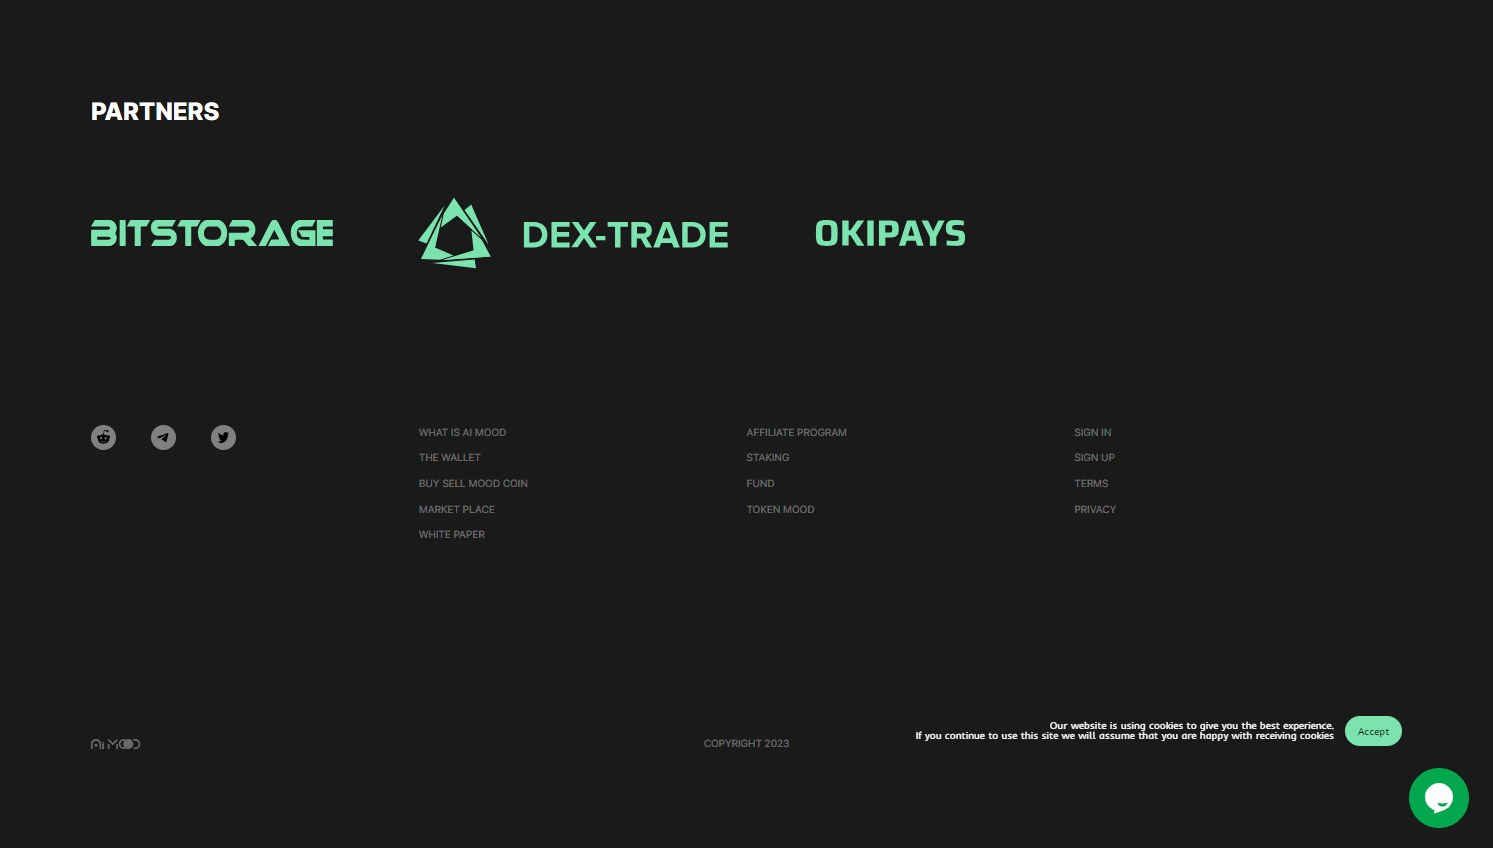 PARTNERS
BITSTORAGE
DEX-TRADE
OKIPAYS
WHAT IS AI MOOD
THE WALLET
BUY SELL MOOD COIN
MARKET PLACE
WHITE PAPER
AFFILIATE PROGRAM
STAKING
FUND
TOKEN MOOD
SIGN IN
SIGN UP
TERMS
PRIVACY
AI MOOD
COPYRIGHT 2023
Our website is using cookies to give you the best experience.
If you continue to use this site we will assume that you are happy with receiving cookies
Accept